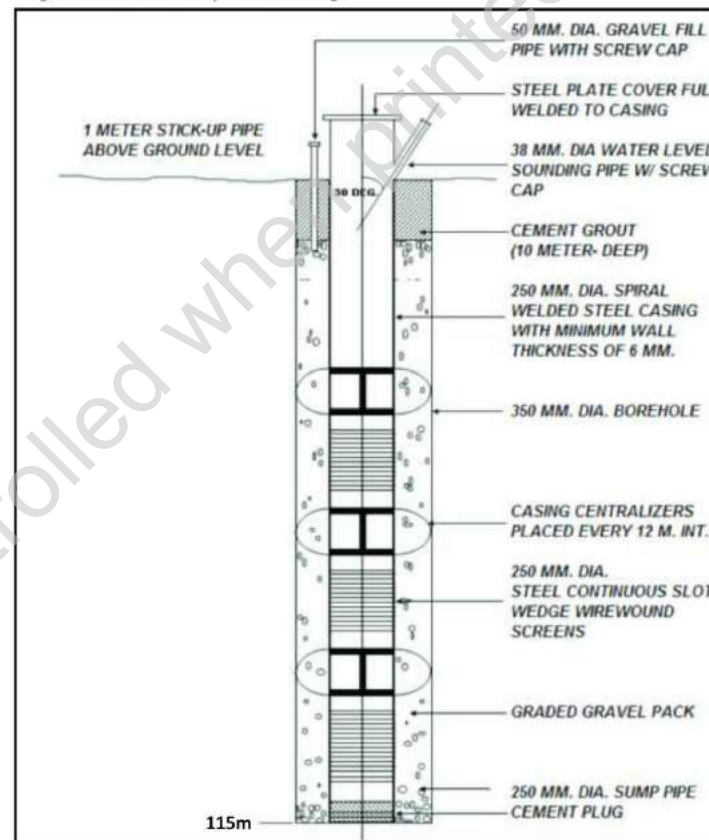 50 MM. DIA. GRAVEL FILL
PIPE WITH SCREW CAP
STEEL PLATE COVER FUL
WELDED TO CASING
1 METER STICK-UP PIPE
ABOVE GROUND LEVEL
38 MM. DIA WATER LEVEL
SOUNDING PIPE W/ SCREW
CAP
30 DEG.
CEMENT GROUT
(10 METER- DEEP)
250 MM. DIA. SPIRAL
WELDED STEEL CASING
WITH MINIMUM WALL
THICKNESS OF 6 MM.
350 MM. DIA. BOREHOLE
CASING CENTRALIZERS
PLACED EVERY 12 M. INT.
250 MM. DIA.
STEEL CONTINUOUS SLOT
WEDGE WIREWOUND
SCREENS
GRADED GRAVEL PACK
250 MM. DIA. SUMP PIPE
CEMENT PLUG
115m
rolled when printed